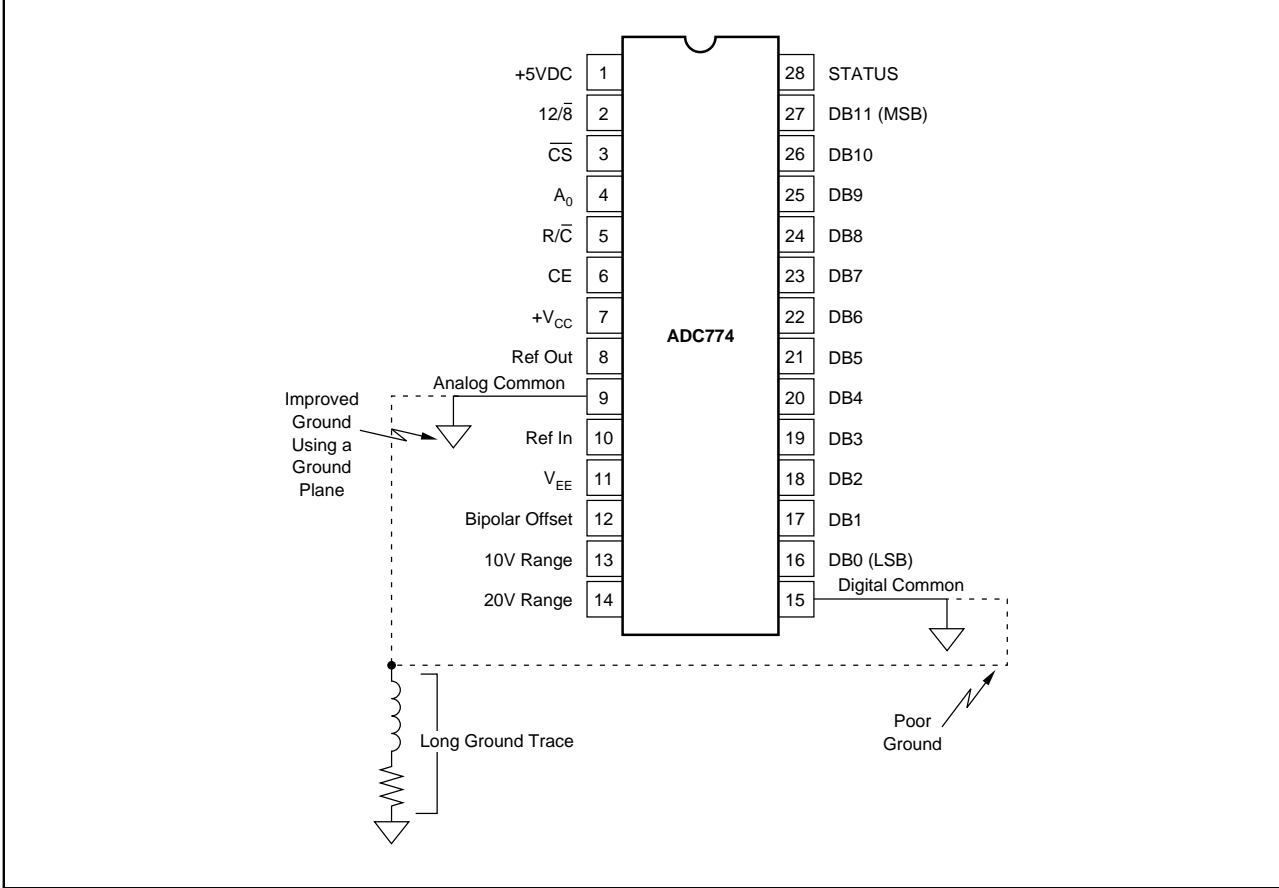 +5VDC 1
12/8̅ 2
C̅S̅ 3
A₀ 4
R/C̅ 5
CE 6
+V_CC 7
Ref Out 8
Analog Common 9
Ref In 10
V_EE 11
Bipolar Offset 12
10V Range 13
20V Range 14
ADC774
28 STATUS
27 DB11 (MSB)
26 DB10
25 DB9
24 DB8
23 DB7
22 DB6
21 DB5
20 DB4
19 DB3
18 DB2
17 DB1
16 DB0 (LSB)
15 Digital Common
Improved
Ground
Using a
Ground
Plane
Long Ground Trace
Poor
Ground